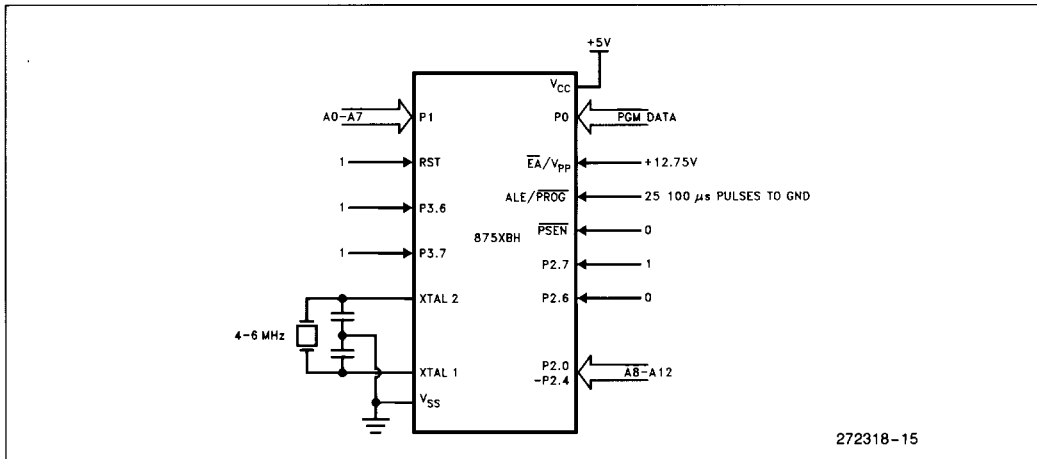 +5V
VCC
A0-A7
P1
P0
PGM DATA
1
RST
EA/VPP
+12.75V
ALE/PROG
25 100 μs PULSES TO GND
1
P3.6
PSEN
0
875XBH
1
P3.7
P2.7
1
XTAL 2
P2.6
0
4-6 MHz
P2.0
-P2.4
A8-A12
XTAL 1
VSS
272318-15